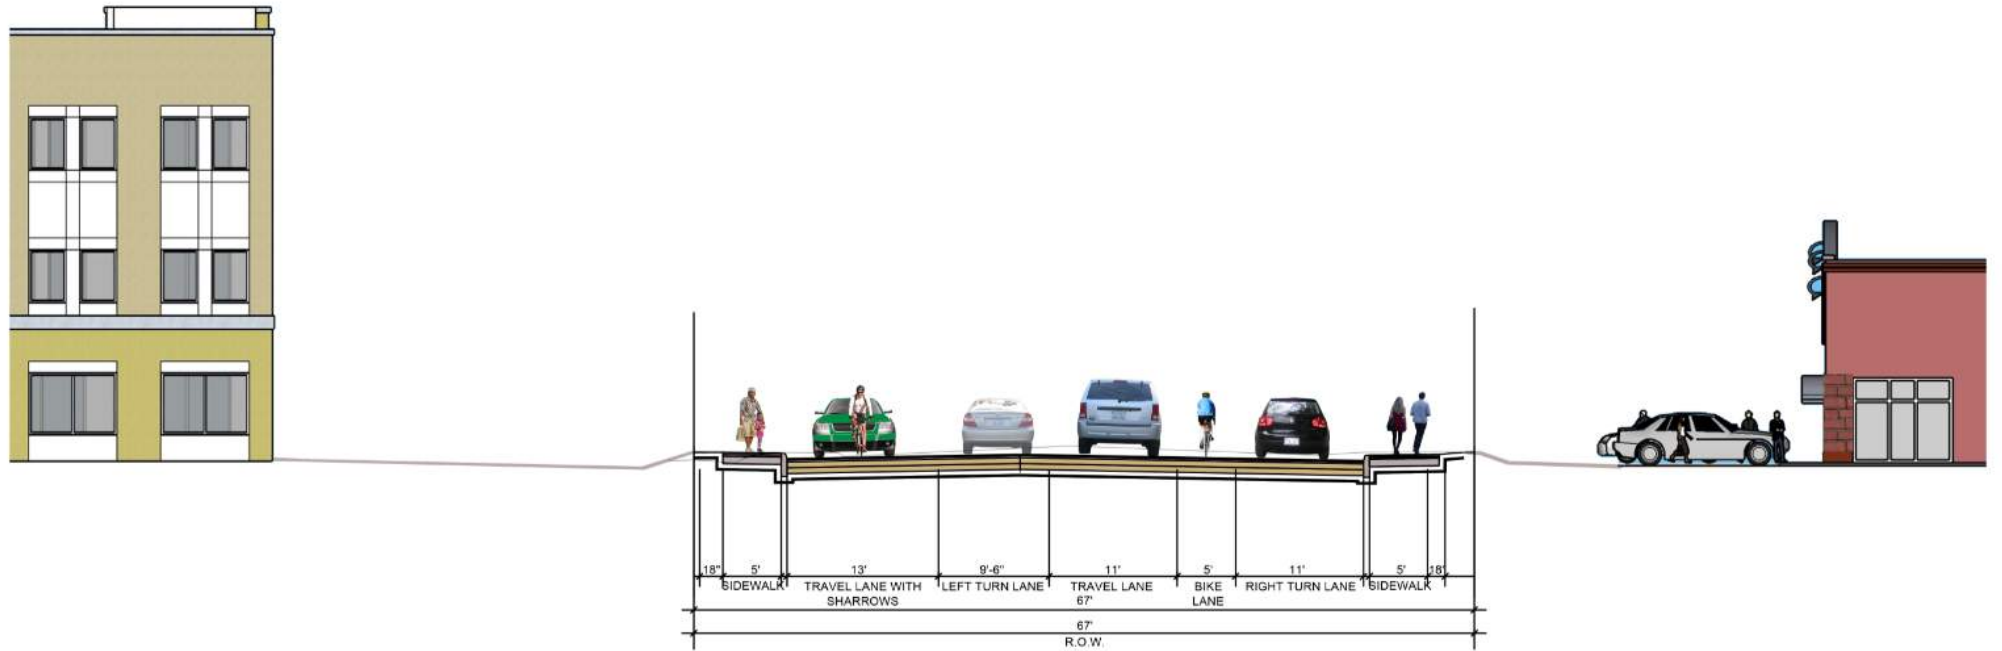 18" 5' 13' 9'-6" 11' 5' 11' 5' 18"
SIDEWALK TRAVEL LANE WITH LEFT TURN LANE TRAVEL LANE BIKE RIGHT TURN LANE SIDEWALK
SHARROWS 67' LANE
67'
R.O.W.